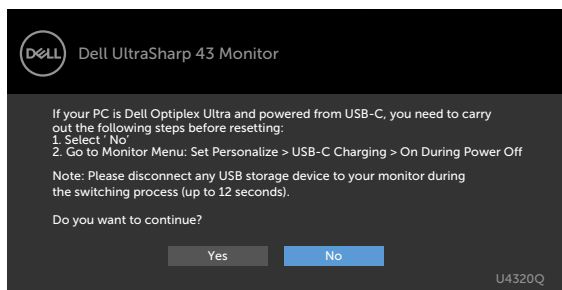 DELL
Dell UltraSharp 43 Monitor
If your PC is Dell Optiplex Ultra and powered from USB-C, you need to carry
out the following steps before resetting:
1. Select ‘ No’
2. Go to Monitor Menu: Set Personalize > USB-C Charging > On During Power Off
Note: Please disconnect any USB storage device to your monitor during
the switching process (up to 12 seconds).
Do you want to continue?
Yes No
U4320Q